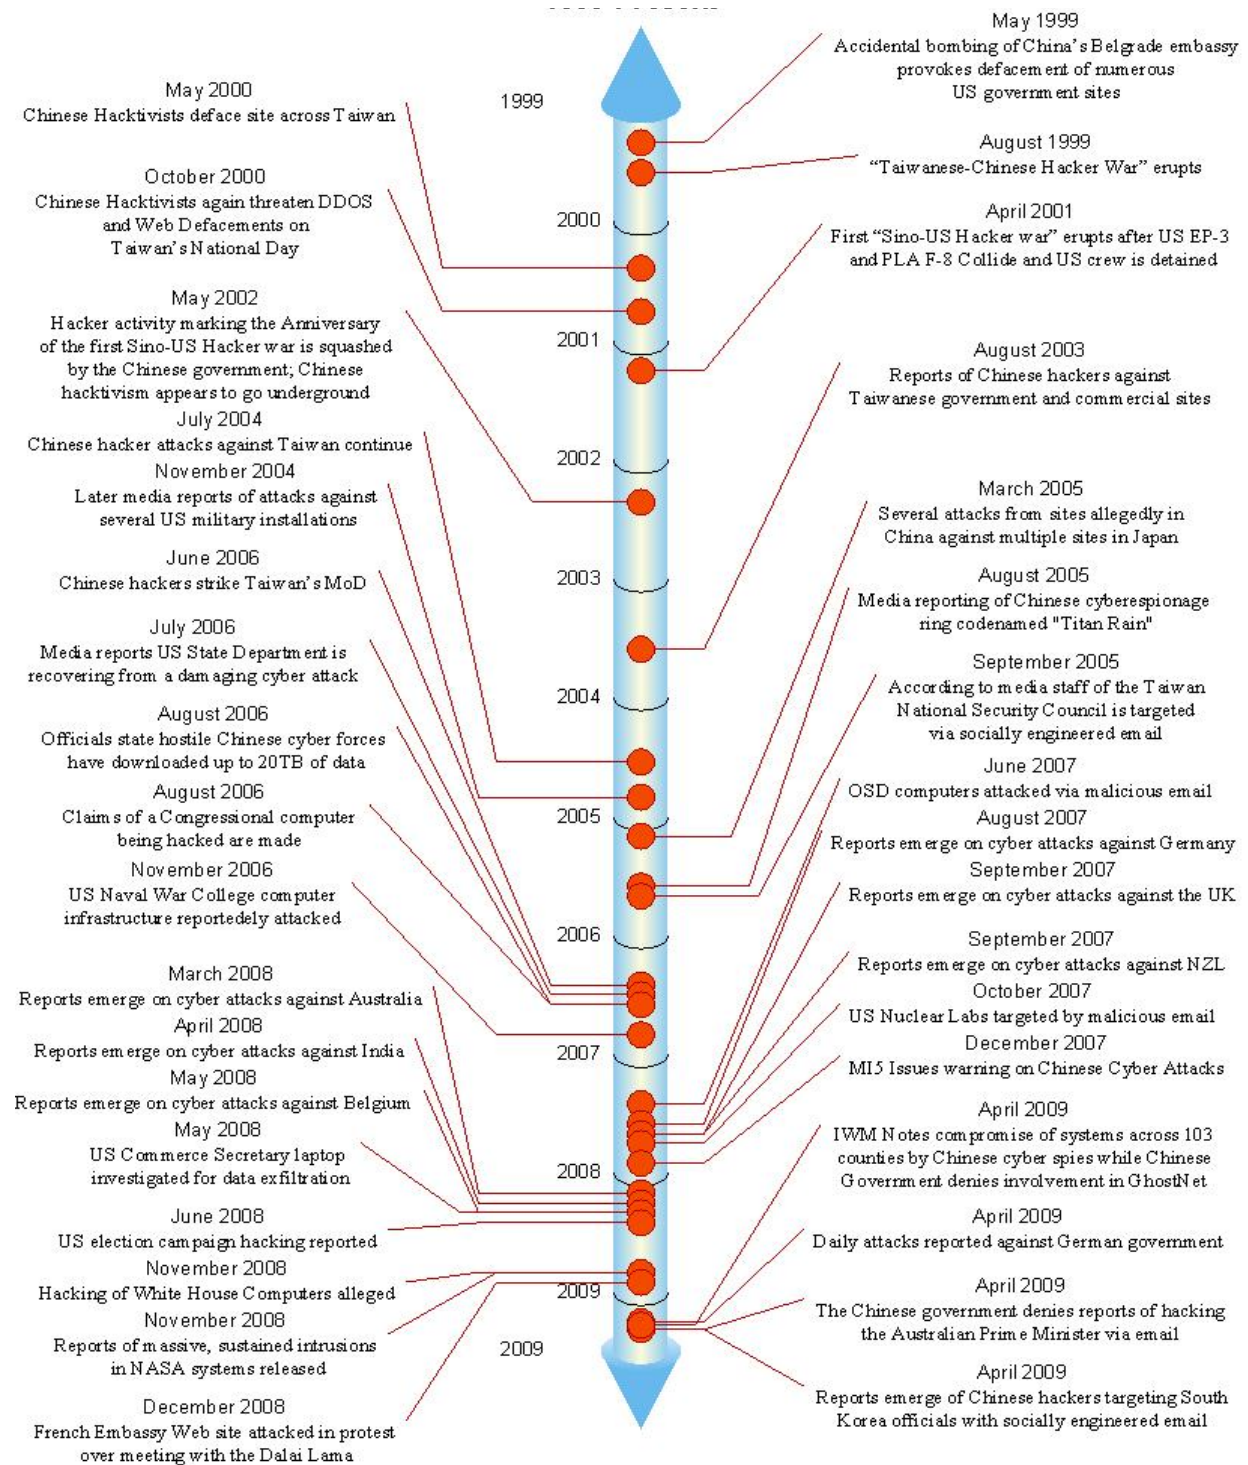 May 1999
Accidental bombing of China's Belgrade embassy
provokes defacement of numerous
US government sites
August 1999
"Taiwanese-Chinese Hacker War" erupts
April 2001
First "Sino-US Hacker war" erupts after US EP-3
and PLA F-8 Collide and US crew is detained
August 2003
Reports of Chinese hackers against
Taiwanese government and commercial sites
March 2005
Several attacks from sites allegedly in
China against multiple sites in Japan
August 2005
Media reporting of Chinese cyberespionage
ring codenamed "Titan Rain"
September 2005
According to media staff of the Taiwan
National Security Council is targeted
via socially engineered email
June 2007
OSD computers attacked via malicious email
August 2007
Reports emerge on cyber attacks against Germany
September 2007
Reports emerge on cyber attacks against the UK
September 2007
Reports emerge on cyber attacks against NZL
October 2007
US Nuclear Labs targeted by malicious email
December 2007
MI5 Issues warning on Chinese Cyber Attacks
April 2009
IWM Notes compromise of systems across 103
counties by Chinese cyber spies while Chinese
Government denies involvement in GhostNet
April 2009
Daily attacks reported against German government
April 2009
The Chinese government denies reports of hacking
the Australian Prime Minister via email
April 2009
Reports emerge of Chinese hackers targeting South
Korea officials with socially engineered email
1999
2000
2001
2002
2003
2004
2005
2006
2007
2008
2009
2009
May 2000
Chinese Hacktivists deface site across Taiwan
October 2000
Chinese Hacktivists again threaten DDOS
and Web Defacements on
Taiwan's National Day
May 2002
Hacker activity marking the Anniversary
of the first Sino-US Hacker war is squashed
by the Chinese government; Chinese
hacktivism appears to go underground
July 2004
Chinese hacker attacks against Taiwan continue
November 2004
Later media reports of attacks against
several US military installations
June 2006
Chinese hackers strike Taiwan's MoD
July 2006
Media reports US State Department is
recovering from a damaging cyber attack
August 2006
Officials state hostile Chinese cyber forces
have downloaded up to 20TB of data
August 2006
Claims of a Congressional computer
being hacked are made
November 2006
US Naval War College computer
infrastructure reportedely attacked
March 2008
Reports emerge on cyber attacks against Australia
April 2008
Reports emerge on cyber attacks against India
May 2008
Reports emerge on cyber attacks against Belgium
May 2008
US Commerce Secretary laptop
investigated for data exfiltration
June 2008
US election campaign hacking reported
November 2008
Hacking of White House Computers alleged
November 2008
Reports of massive, sustained intrusions
in NASA systems released
December 2008
French Embassy Web site attacked in protest
over meeting with the Dalai Lama